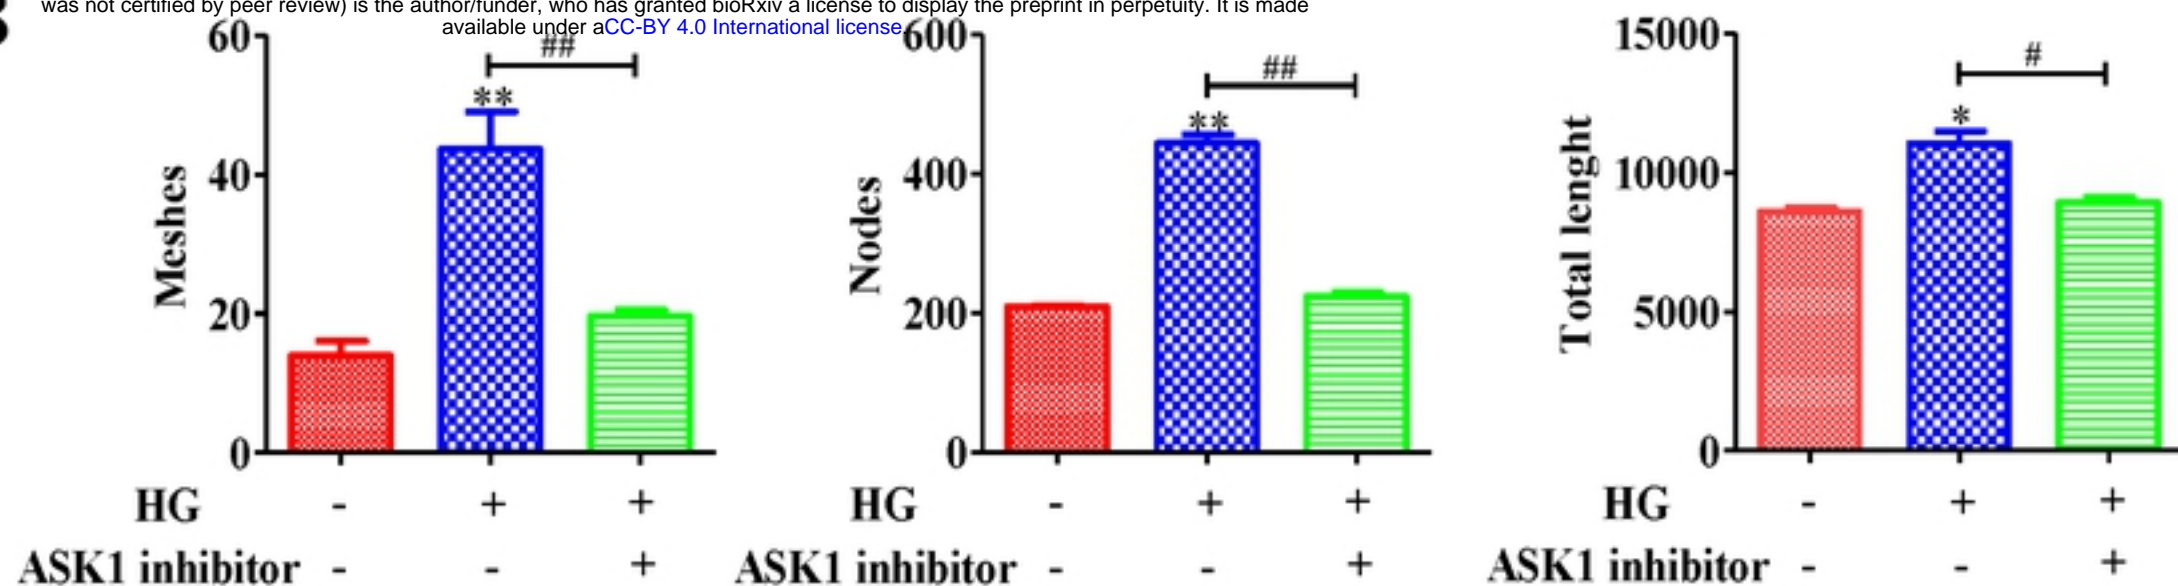 was not certified by peer review) is the author/funder, who has granted bioRxiv a license to display the preprint in perpetuity. It is made
available under aCC-BY 4.0 International license.
60
40
20
0
Meshes
##
**
HG - + +
ASK1 inhibitor - - +
600
400
200
0
Nodes
##
**
HG - + +
ASK1 inhibitor - - +
15000
10000
5000
0
Total lenght
#
*
HG - + +
ASK1 inhibitor - - +